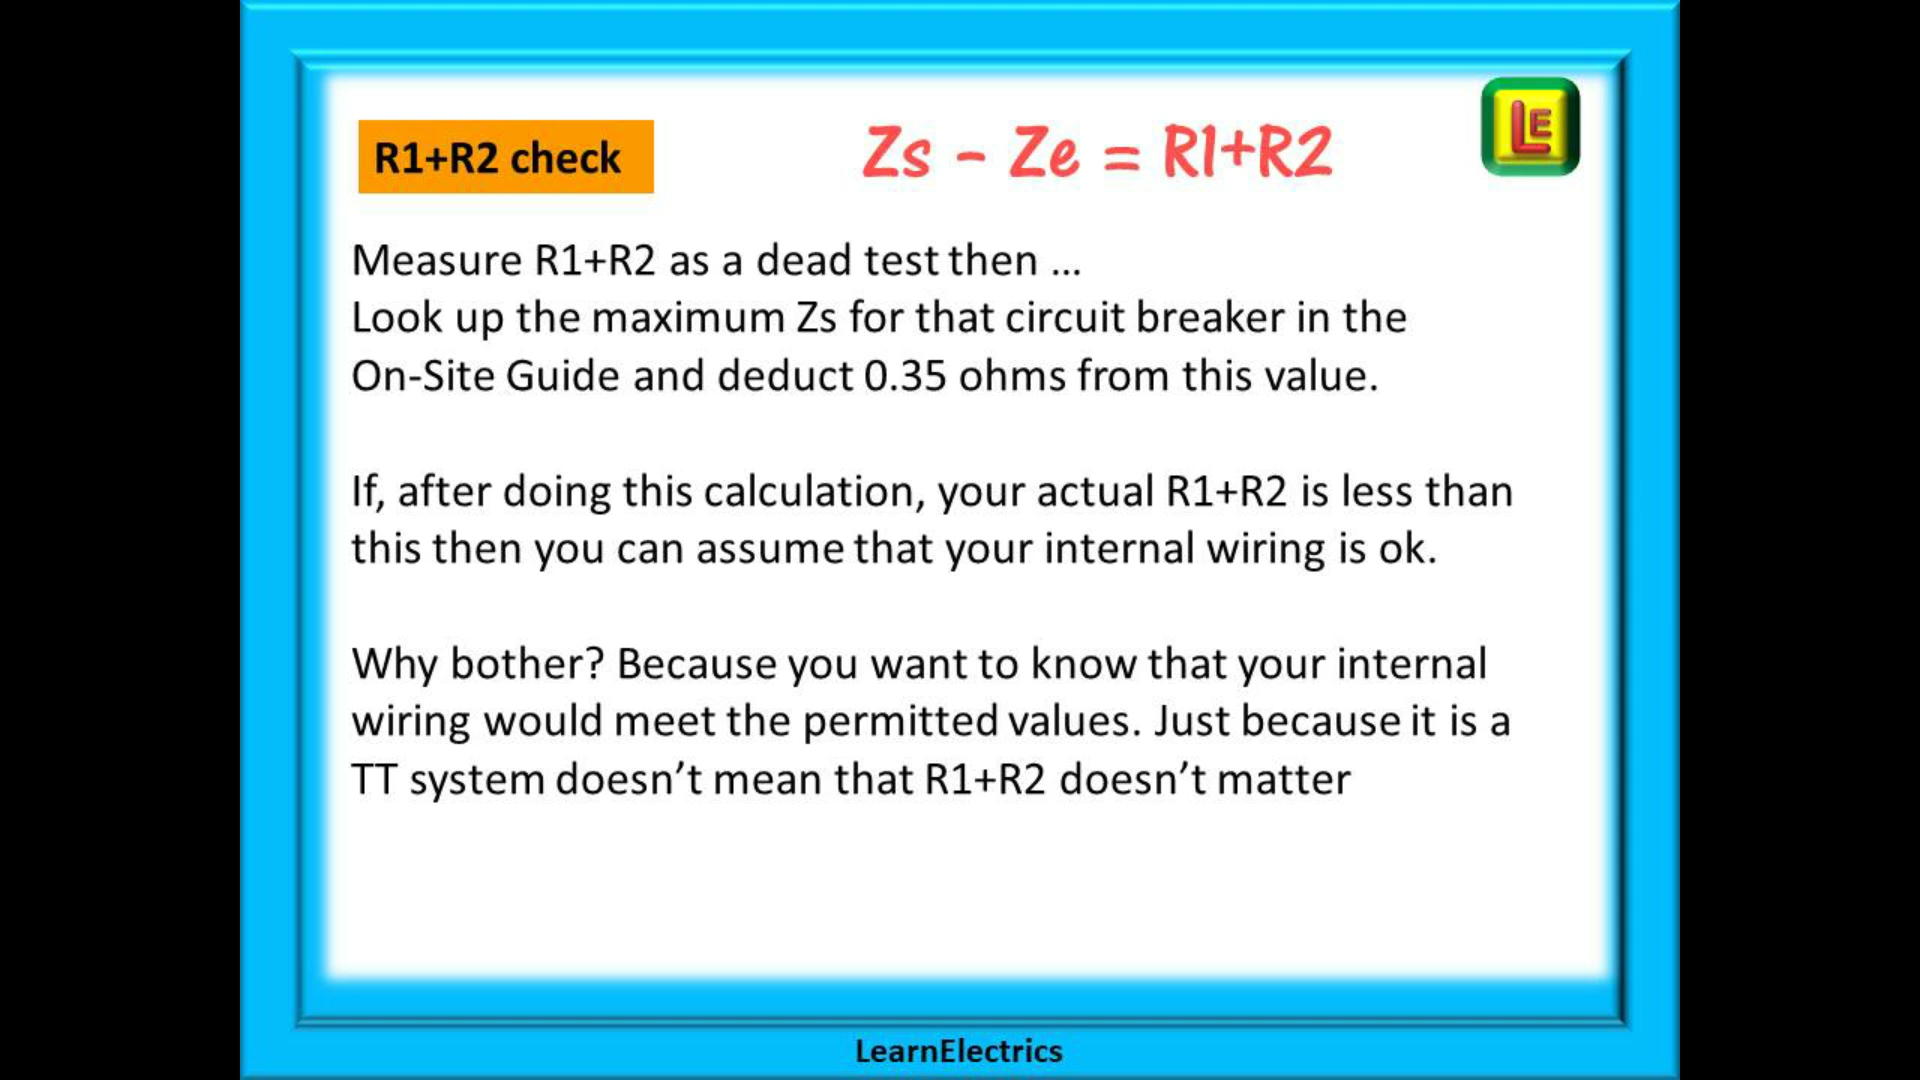 R1+R2 check
Zs - Ze = R1+R2
LE
Measure R1+R2 as a dead test then ...
Look up the maximum Zs for that circuit breaker in the
On-Site Guide and deduct 0.35 ohms from this value.
If, after doing this calculation, your actual R1+R2 is less than
this then you can assume that your internal wiring is ok.
Why bother? Because you want to know that your internal
wiring would meet the permitted values. Just because it is a
TT system doesn’t mean that R1+R2 doesn’t matter
LearnElectrics